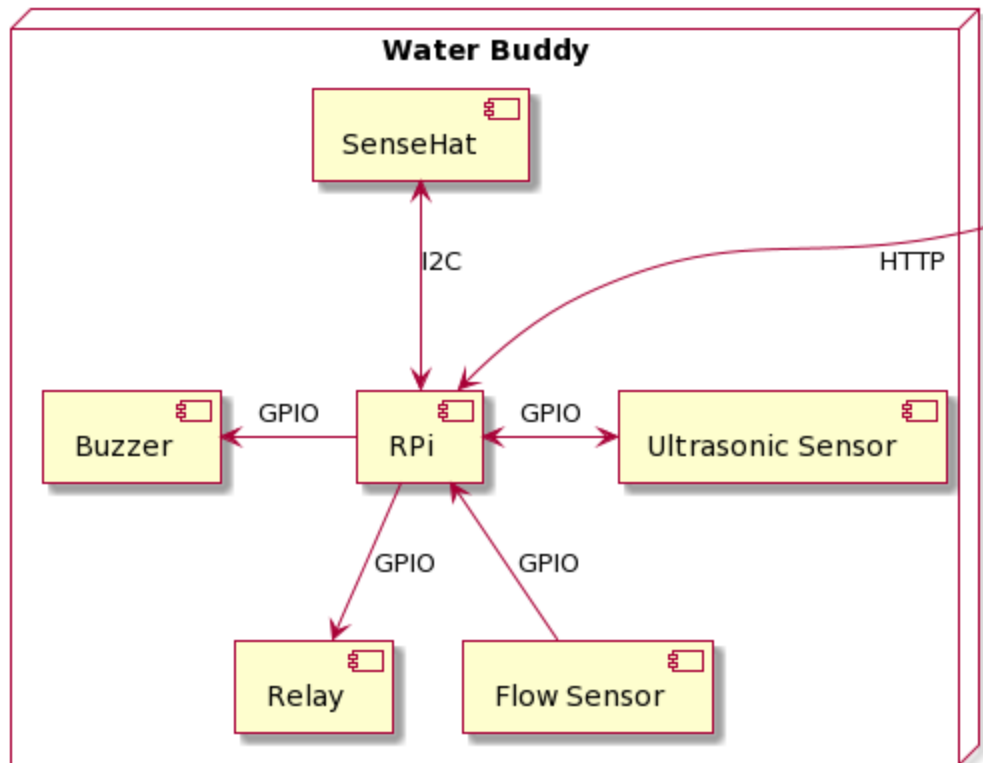 Water Buddy
SenseHat
I2C
HTTP
GPIO
GPIO
Buzzer
RPi
Ultrasonic Sensor
GPIO
GPIO
Relay
Flow Sensor